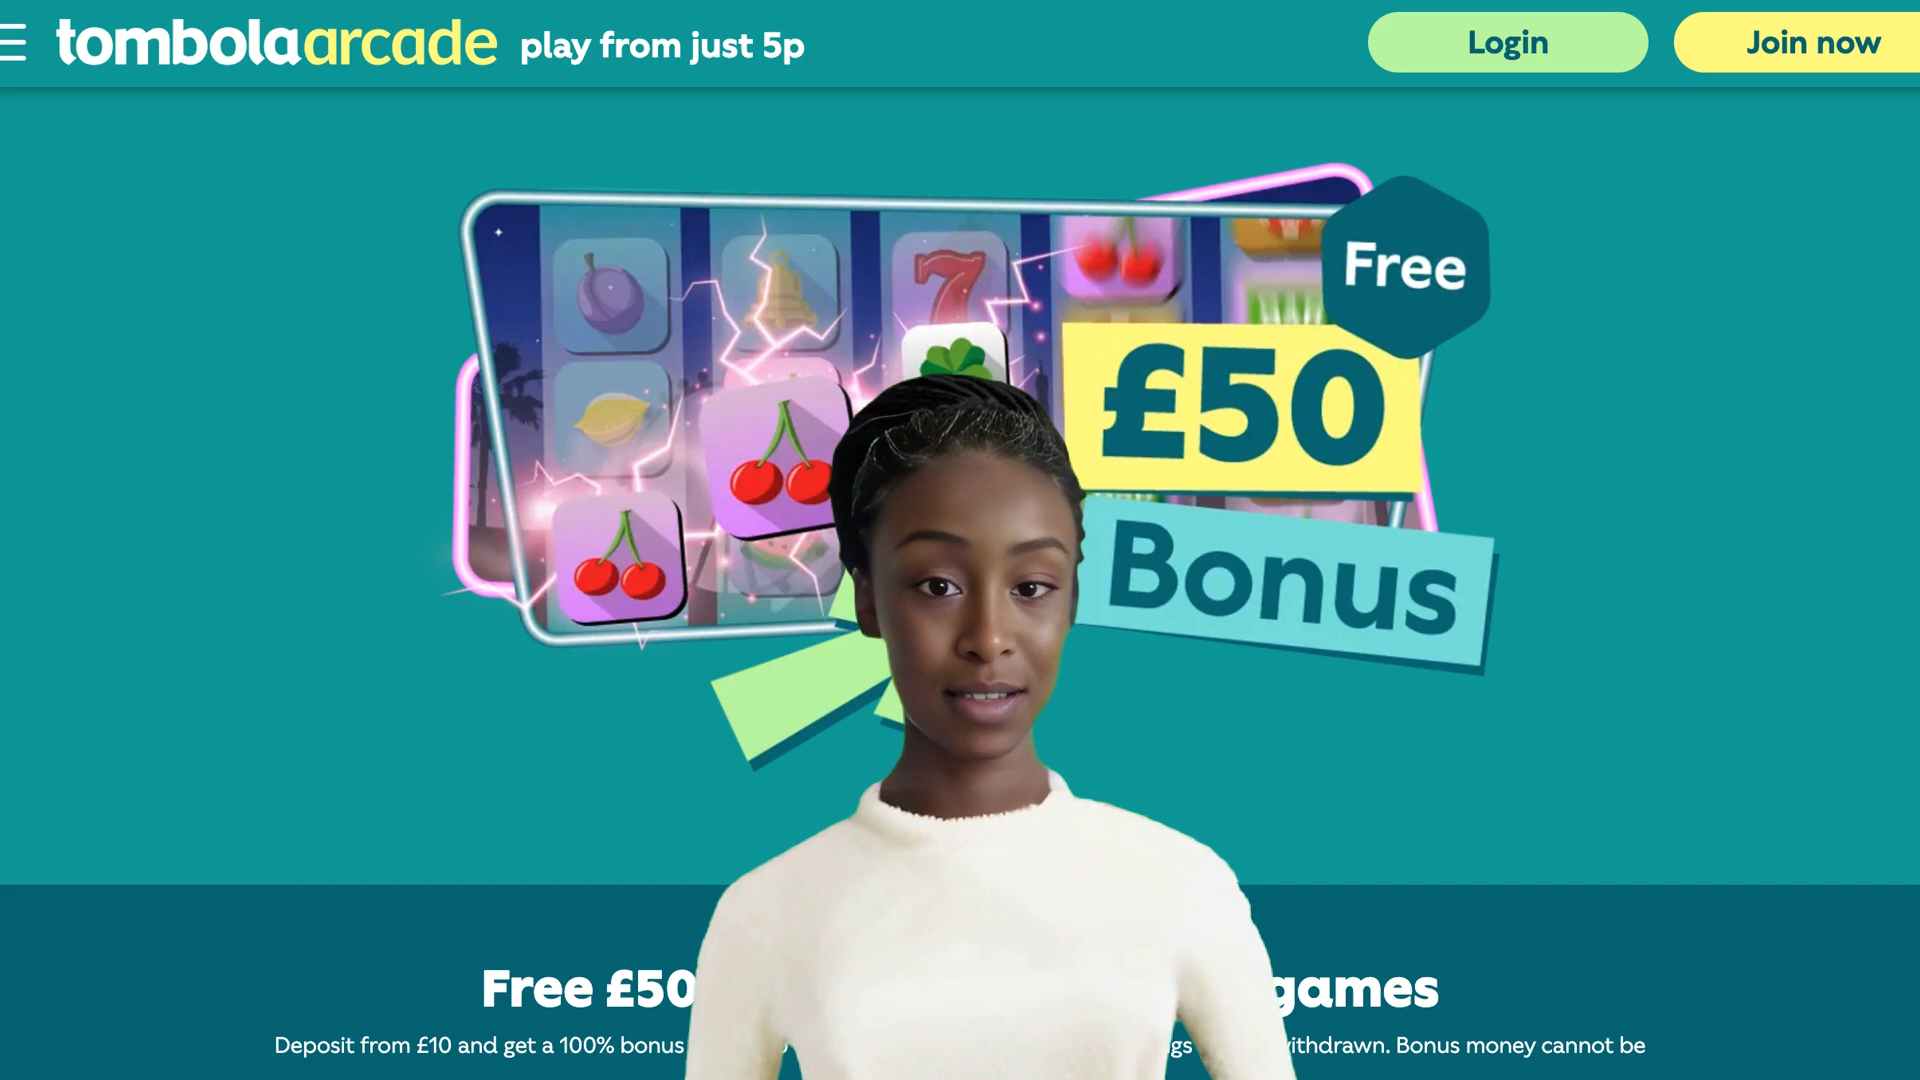 tombolaarcade play from just 5p Login Join now
Free
£50
Bonus
Free £50 games
Deposit from £10 and get a 100% bonus withdrawn. Bonus money cannot be